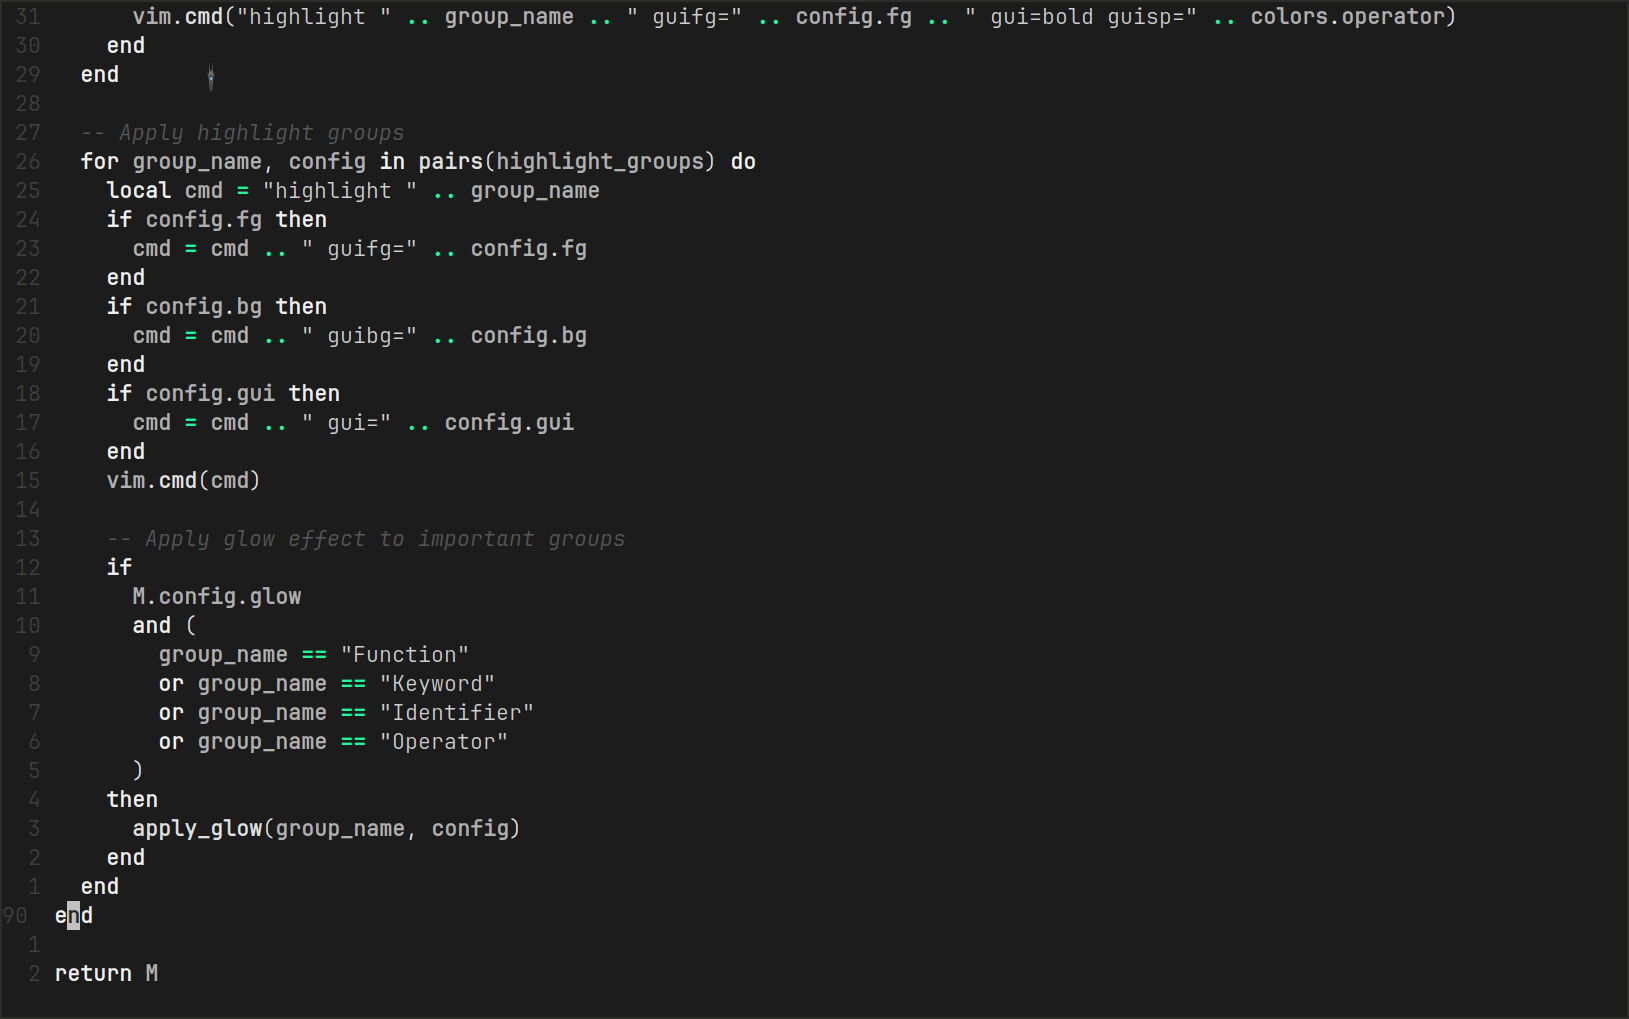 31        vim.cmd("highlight " .. group_name .. " guifg=" .. config.fg .. " gui=bold guisp=" .. colors.operator)
30      end
29    end
28
27    -- Apply highlight groups
26    for group_name, config in pairs(highlight_groups) do
25      local cmd = "highlight " .. group_name
24      if config.fg then
23        cmd = cmd .. " guifg=" .. config.fg
22      end
21      if config.bg then
20        cmd = cmd .. " guibg=" .. config.bg
19      end
18      if config.gui then
17        cmd = cmd .. " gui=" .. config.gui
16      end
15      vim.cmd(cmd)
14
13      -- Apply glow effect to important groups
12      if
11        M.config.glow
10        and (
 9          group_name == "Function"
 8          or group_name == "Keyword"
 7          or group_name == "Identifier"
 6          or group_name == "Operator"
 5        )
 4      then
 3        apply_glow(group_name, config)
 2      end
 1    end
90  end
 1
 2  return M